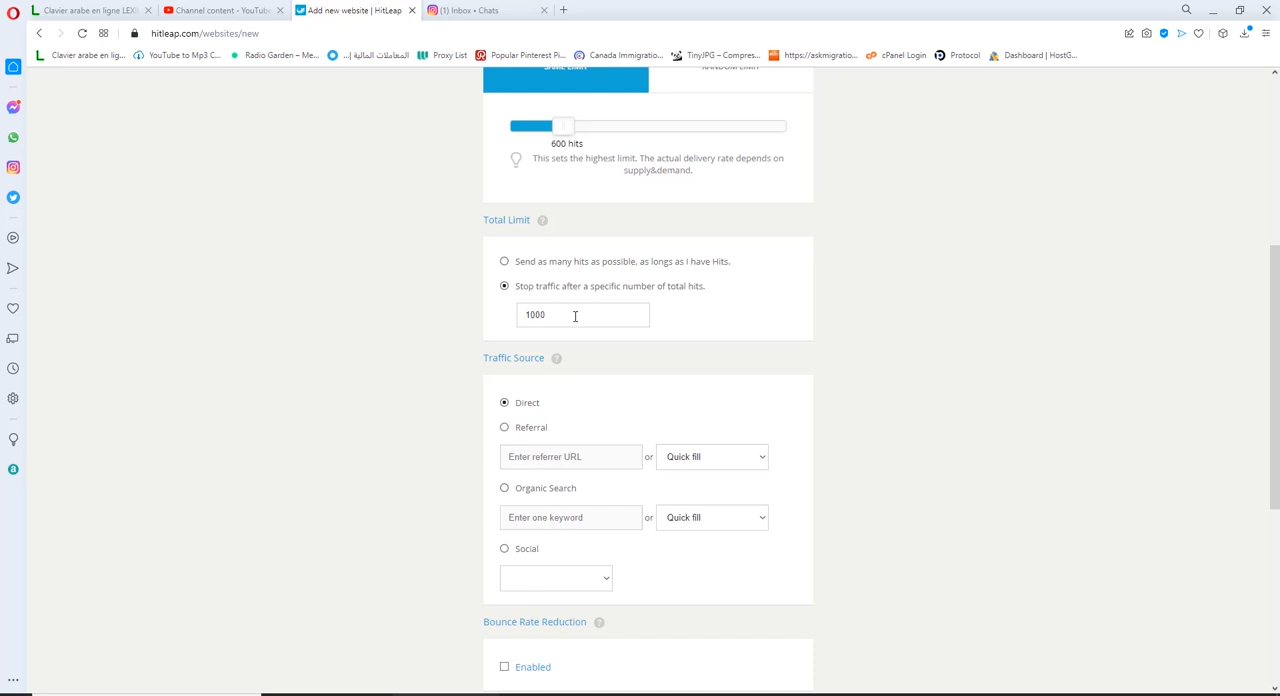 Clavier arabe en ligne LEXI
Channel content - YouTube
Add new website | HitLeap
(1) Inbox • Chats
hitleap.com/websites/new
Clavier arabe en lig...
YouTube to Mp3 C...
Radio Garden – Me...
المعاملات المالية إ...
Proxy List
Popular Pinterest Pi...
Canada Immigratio...
TinyJPG – Compres...
https://askmigratio...
cPanel Login
Protocol
Dashboard | HostG...
SAME LIMIT
RANDOM LIMIT
600 hits
This sets the highest limit. The actual delivery rate depends on
supply&demand.
Total Limit ?
Send as many hits as possible, as longs as I have Hits.
Stop traffic after a specific number of total hits.
1000
Traffic Source ?
Direct
Referral
Enter referrer URL or Quick fill
Organic Search
Enter one keyword or Quick fill
Social
Bounce Rate Reduction ?
Enabled